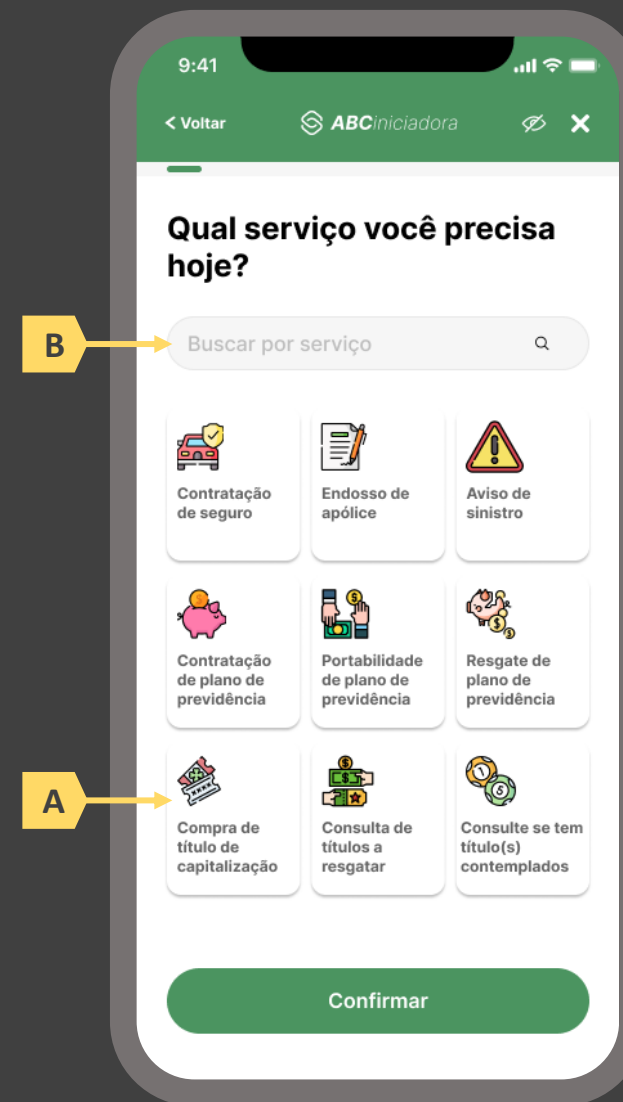 9:41
< Voltar
ABCiniciadora
Qual serviço você precisa
hoje?
B
Buscar por serviço
Contratação
de seguro
Endosso de
apólice
Aviso de
sinistro
Contratação
de plano de
previdência
Portabilidade
de plano de
previdência
Resgate de
plano de
previdência
A
Compra de
título de
capitalização
Consulta de
títulos a
resgatar
Consulte se tem
título(s)
contemplados
Confirmar